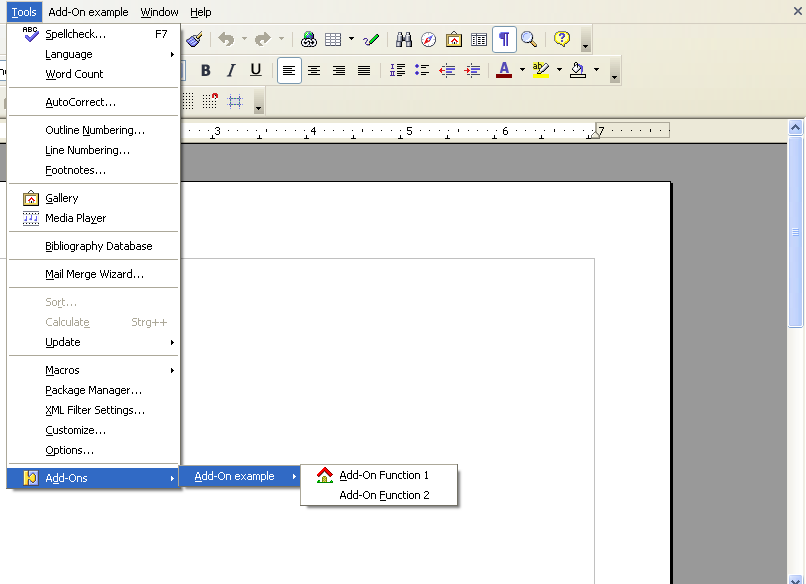 Tools Add-On example Window Help
ABC
Spellcheck... F7
Language
Word Count
AutoCorrect...
Outline Numbering...
Line Numbering...
Footnotes...
Gallery
Media Player
Bibliography Database
Mail Merge Wizard...
Sort...
Calculate Strg++
Update
Macros
Package Manager...
XML Filter Settings...
Customize...
Options...
Add-Ons
Add-On example
Add-On Function 1
Add-On Function 2
B I U A ab
3 4 5 6 7